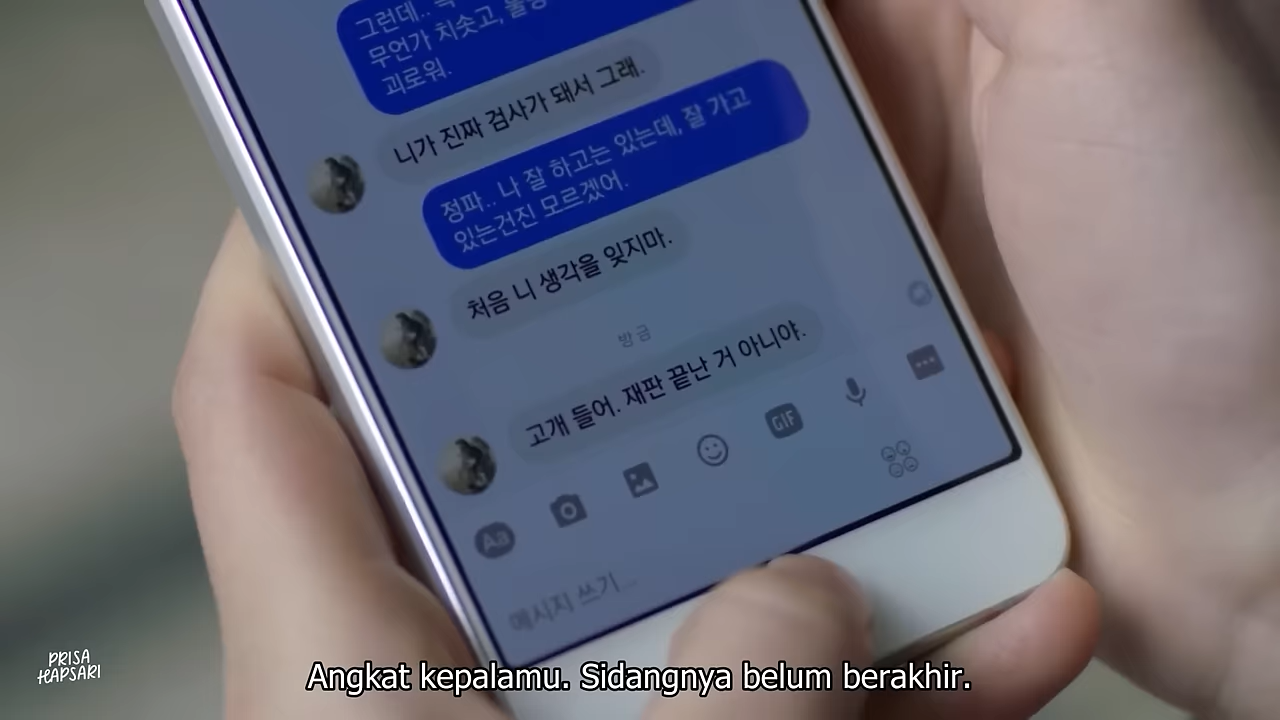 그런데..
무언가 치솟고,
괴로워.
니가 진짜 검사가 돼서 그래.
정파.. 나 잘 하고는 있는데, 잘 가고
있는건진 모르겠어.
처음 니 생각을 잊지마.
방금
고개 들어. 재판 끝난 거 아니야.
GIF
Aa
메시지 쓰기...
PRISA
HAPSARI
Angkat kepalamu. Sidangnya belum berakhir.